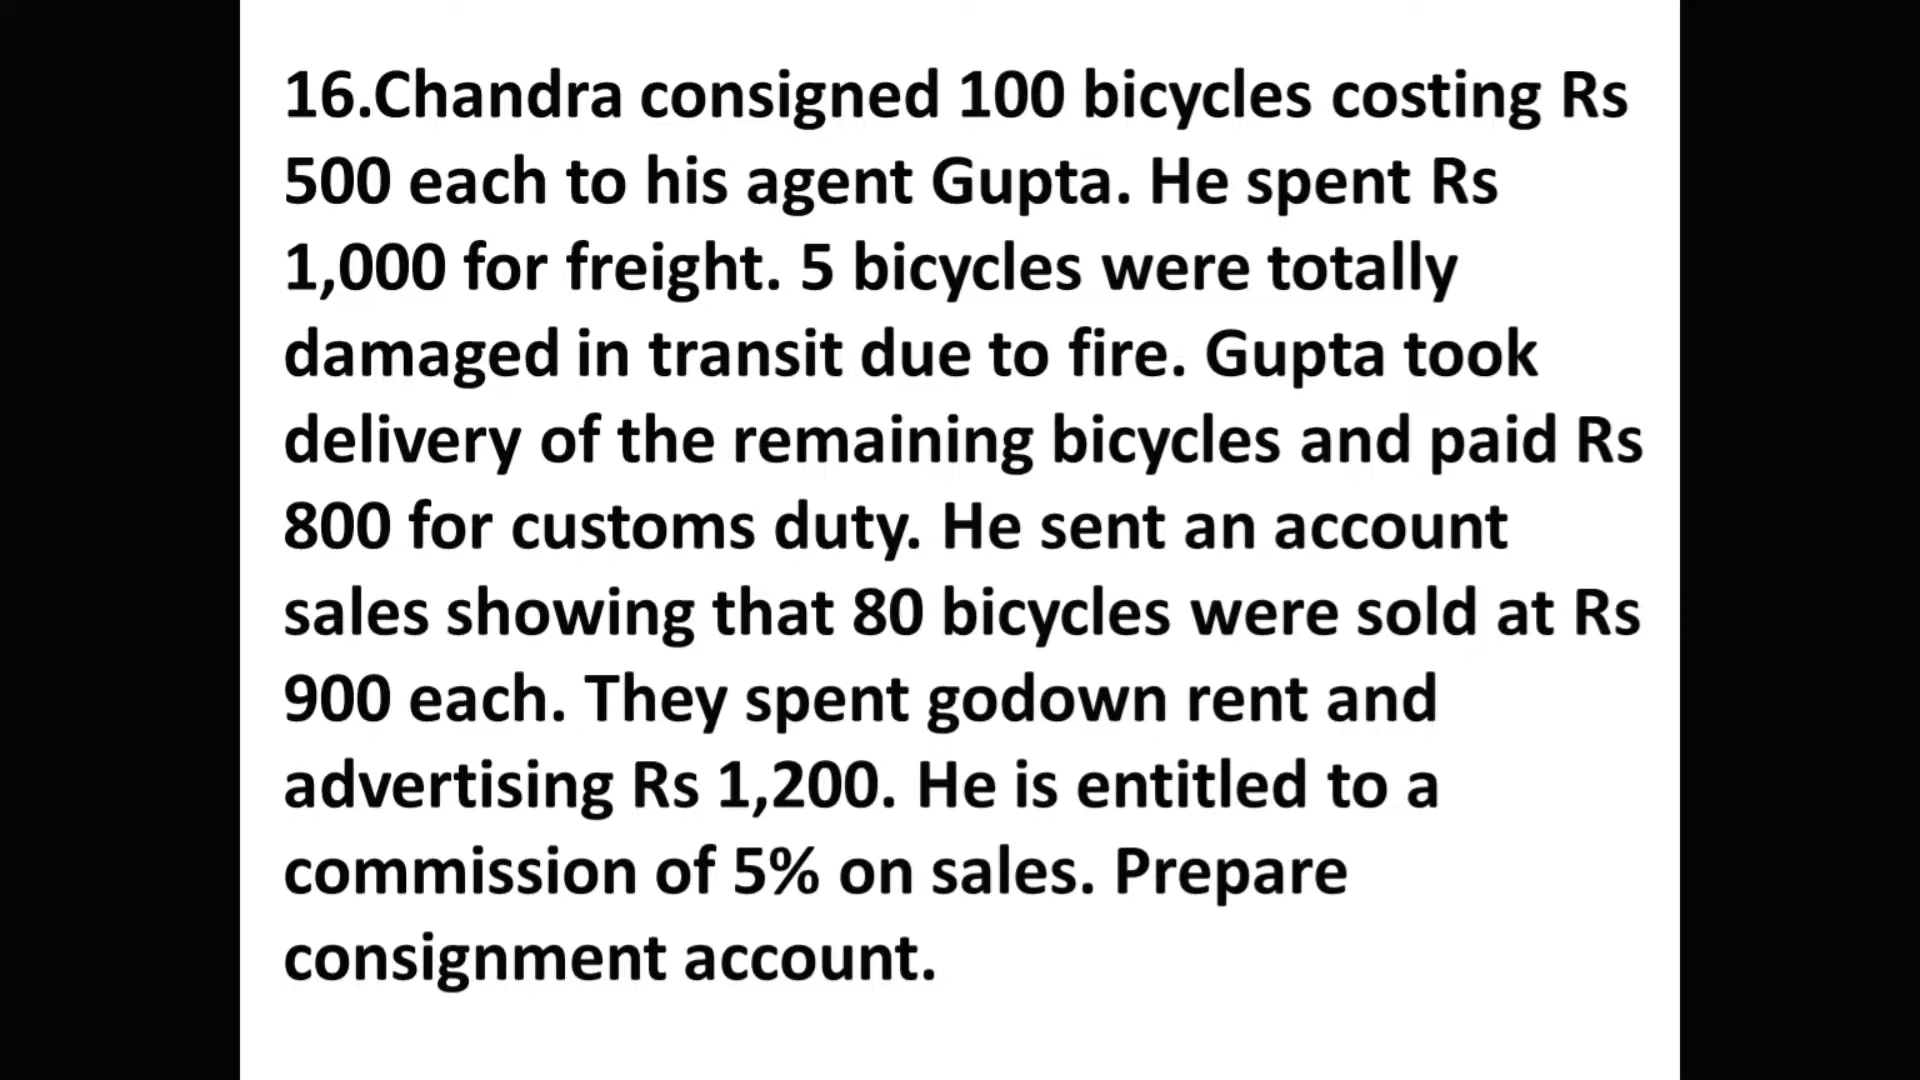 16.Chandra consigned 100 bicycles costing Rs
500 each to his agent Gupta. He spent Rs
1,000 for freight. 5 bicycles were totally
damaged in transit due to fire. Gupta took
delivery of the remaining bicycles and paid Rs
800 for customs duty. He sent an account
sales showing that 80 bicycles were sold at Rs
900 each. They spent godown rent and
advertising Rs 1,200. He is entitled to a
commission of 5% on sales. Prepare
consignment account.